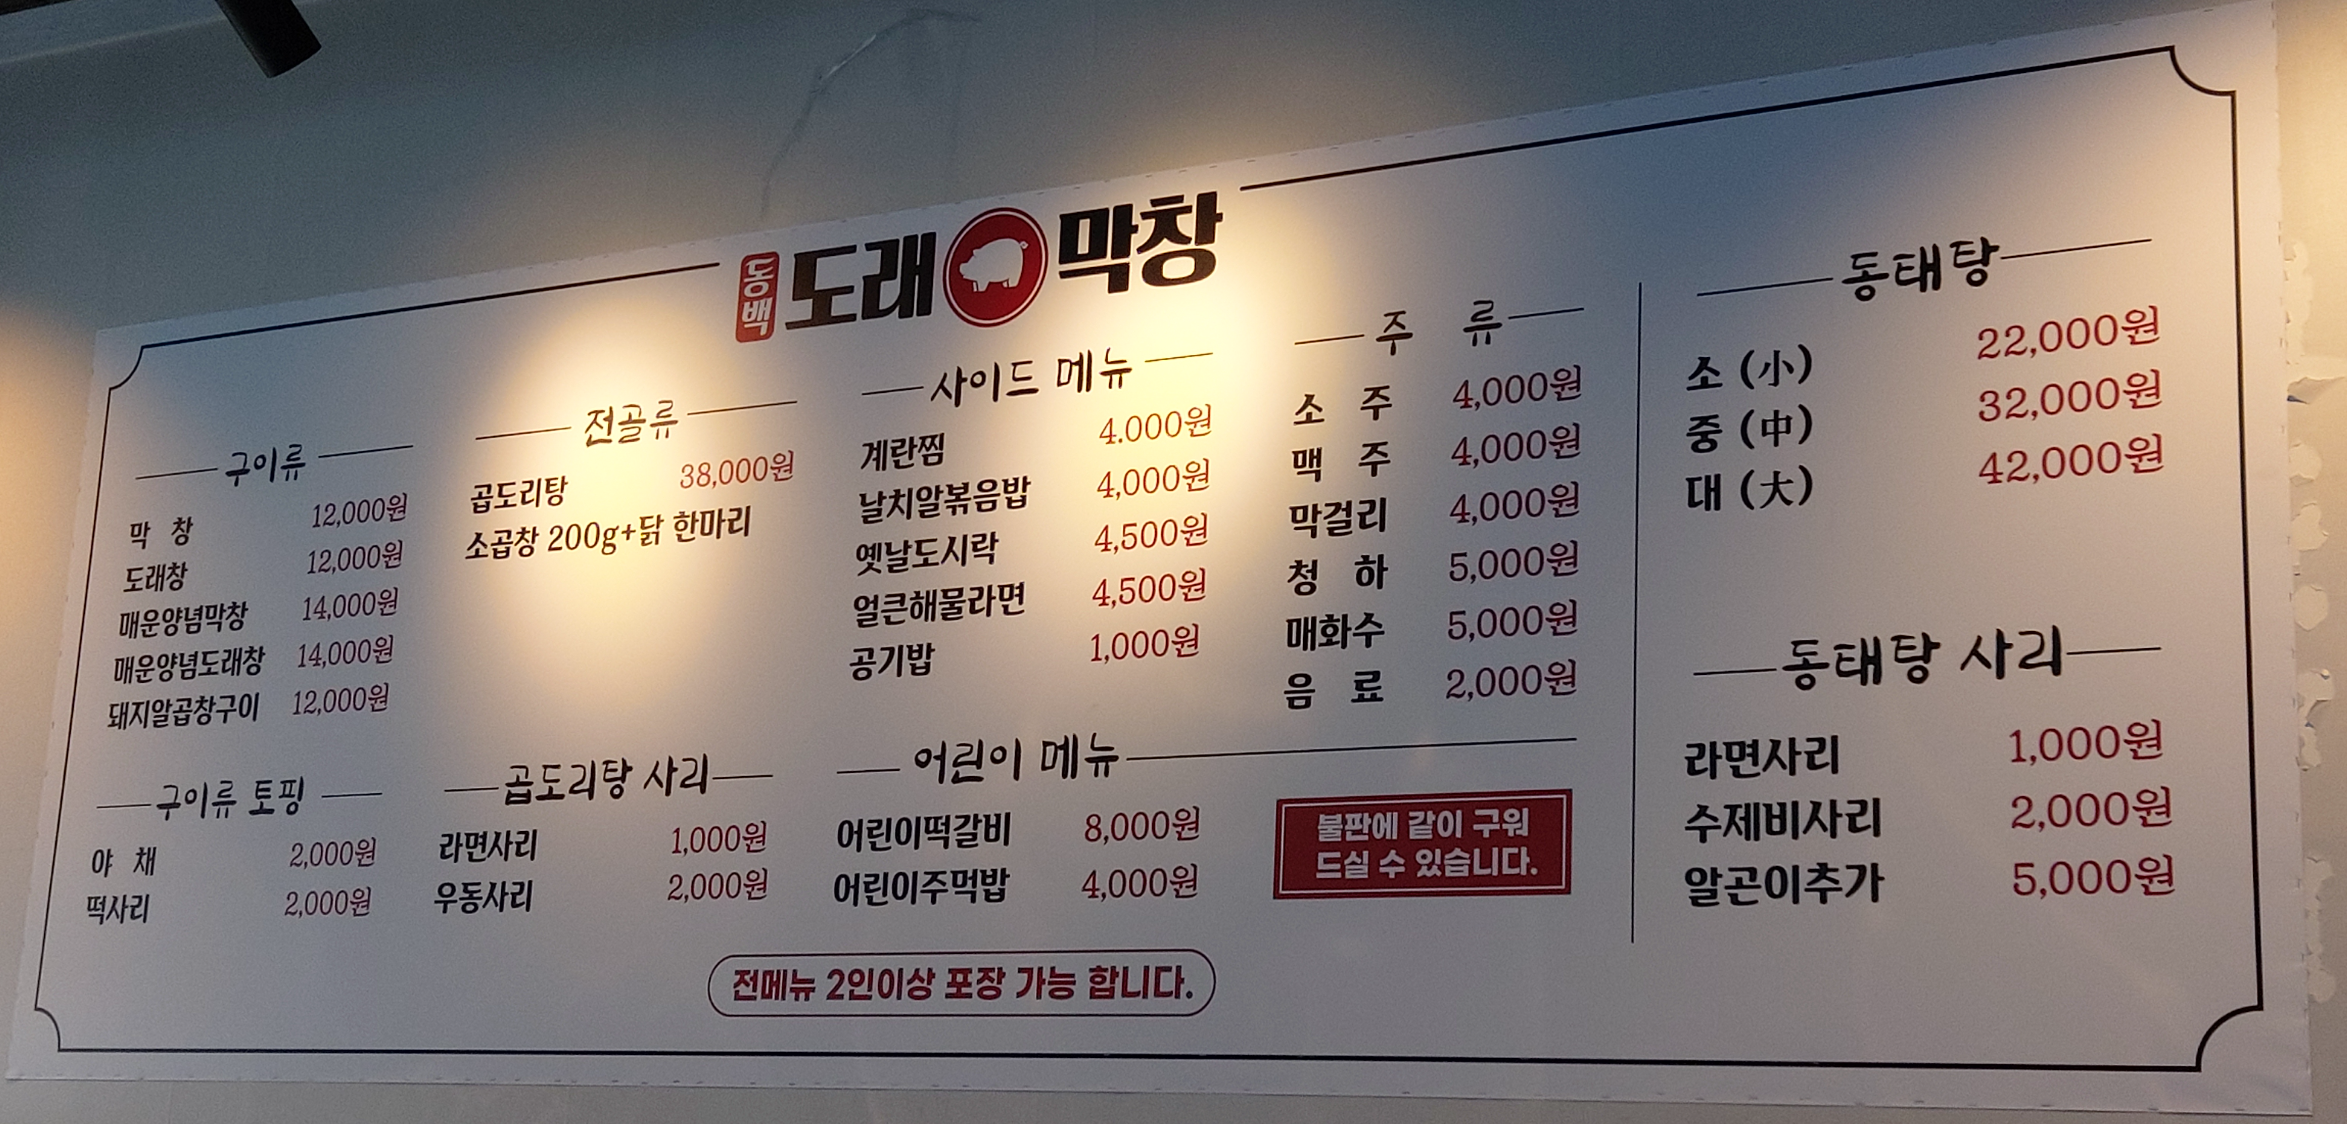 동백 도래 막창
구이류
막 창 12,000원
도래창 12,000원
매운양념막창 14,000원
매운양념도래창 14,000원
돼지알곱창구이 12,000원
구이류 토핑
야 채 2,000원
떡사리 2,000원
전골류
곱도리탕 38,000원
소곱창 200g+닭 한마리
곱도리탕 사리
라면사리 1,000원
우동사리 2,000원
사이드 메뉴
계란찜 4.000원
날치알볶음밥 4,000원
옛날도시락 4,500원
얼큰해물라면 4,500원
공기밥 1,000원
주 류
소 주 4,000원
맥 주 4,000원
막걸리 4,000원
청 하 5,000원
매화수 5,000원
음 료 2,000원
어린이 메뉴
어린이떡갈비 8,000원
어린이주먹밥 4,000원
불판에 같이 구워
드실 수 있습니다.
동태탕
소 (小) 22,000원
중 (中) 32,000원
대 (大) 42,000원
동태탕 사리
라면사리 1,000원
수제비사리 2,000원
알곤이추가 5,000원
전메뉴 2인이상 포장 가능 합니다.